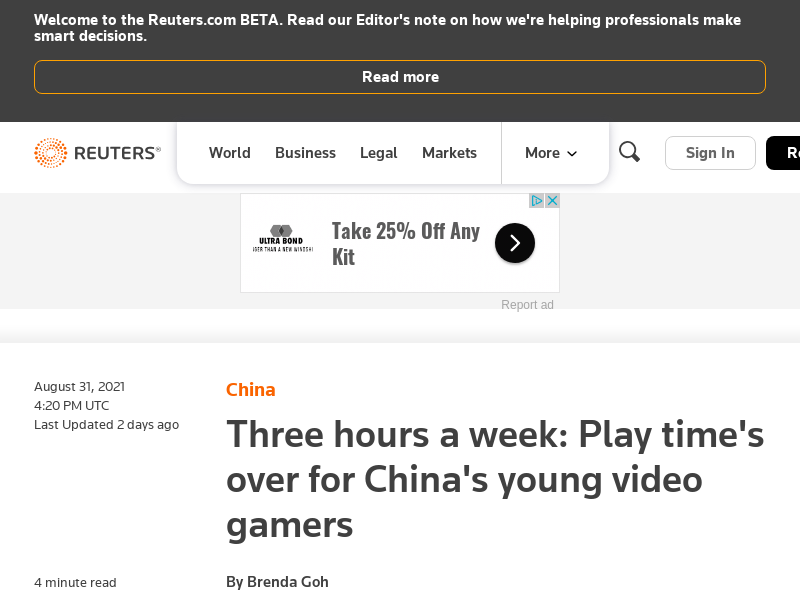 Welcome to the Reuters.com BETA. Read our Editor's note on how we're helping professionals make
smart decisions.
Read more
REUTERS®
World
Business
Legal
Markets
More
Sign In
ULTRA BOND
Take 25% Off Any
Kit
Report ad
August 31, 2021
4:20 PM UTC
Last Updated 2 days ago
China
Three hours a week: Play time's
over for China's young video
gamers
4 minute read
By Brenda Goh